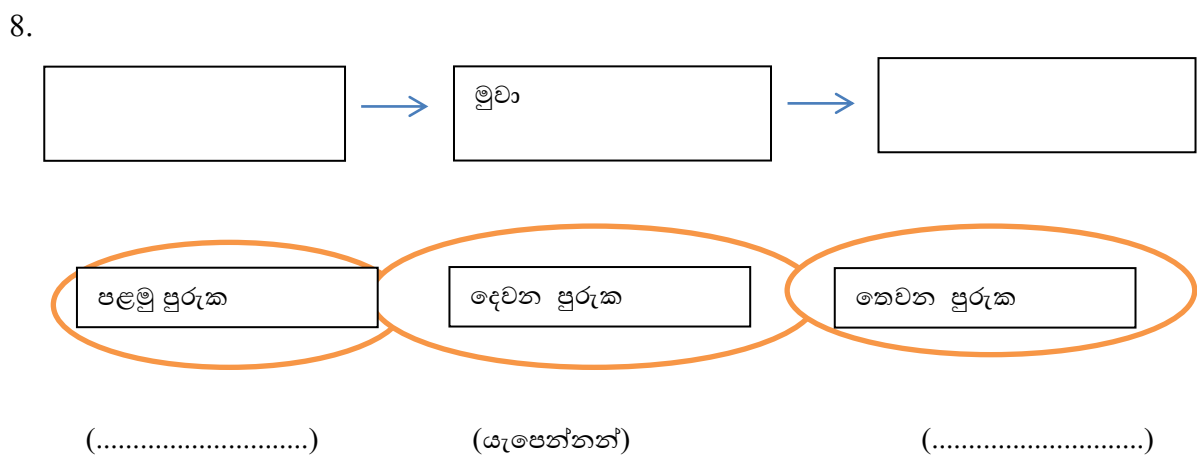 8.
මුවා
පළමු පුරුක දෙවන පුරුක තෙවන පුරුක
(.............................) (යැපෙන්නන්) (.............................)